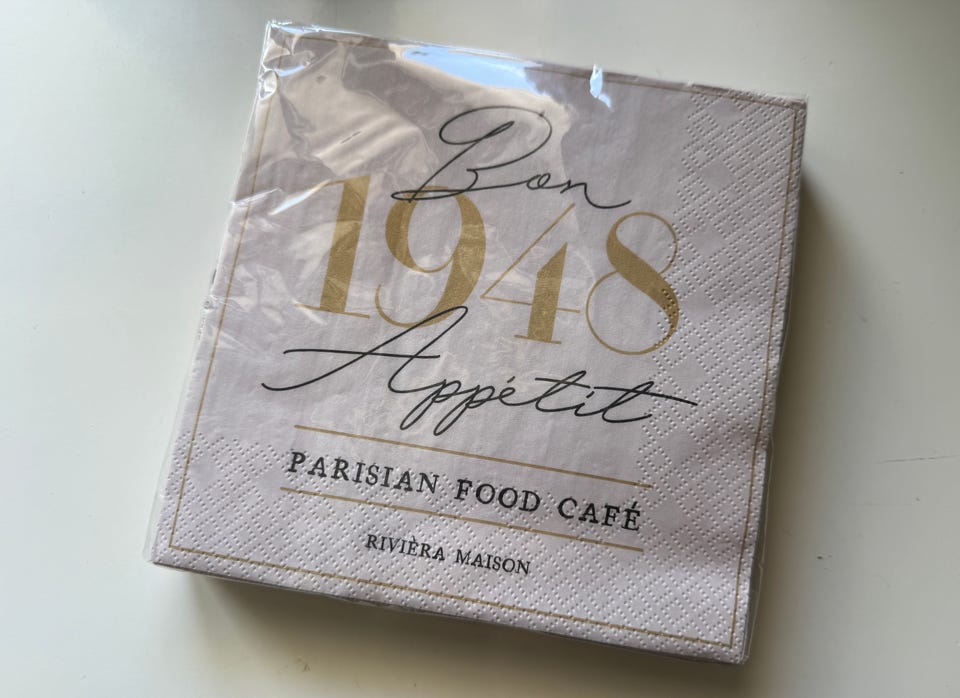 Bon
1948
Appétit
PARISIAN FOOD CAFÉ
RIVIÈRA MAISON